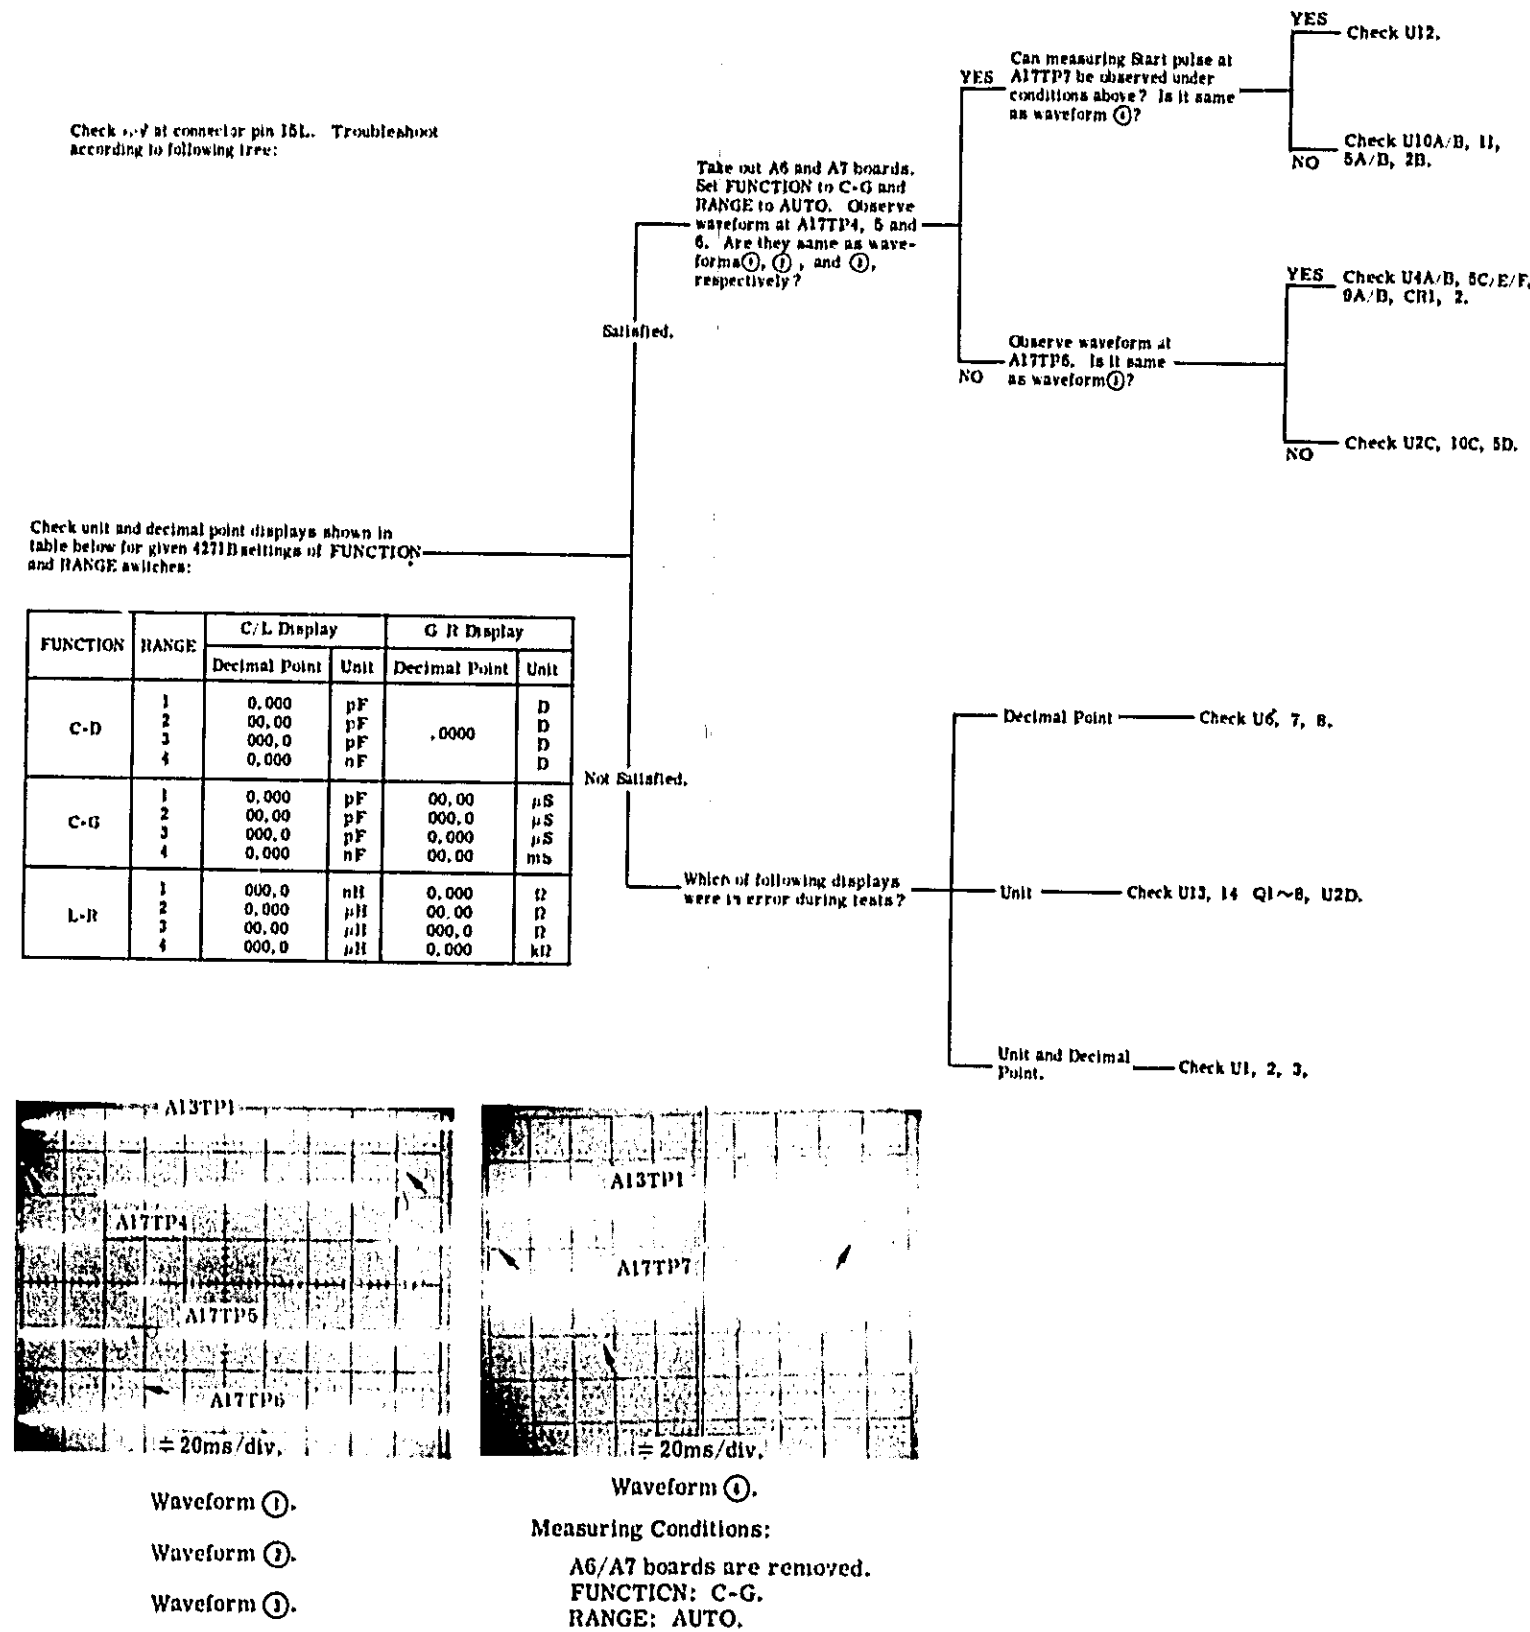 Check at connector pin 15L. Troubleshoot
according to following tree:
Take out A6 and A7 boards.
Set FUNCTION to C-G and
RANGE to AUTO. Observe
waveform at A17TP4, 5 and
6. Are they same as wave-
forms ①, ②, and ③,
respectively?
YES
Can measuring Start pulse at
A17TP7 be observed under
conditions above? Is it same
as waveform ④?
YES
Check U12.
NO
Check U10A/B, 11,
5A/B, 2B.
NO
Observe waveform at
A17TP6. Is it same
as waveform ③?
YES
Check U4A/B, 5C/E/F,
9A/B, CR1, 2.
NO
Check U2C, 10C, 5D.
Satisfied.
Check unit and decimal point displays shown in
table below for given 4271B settings of FUNCTION
and RANGE switches:
Not Satisfied.
FUNCTION RANGE C/L Display G R Display
Decimal Point Unit Decimal Point Unit
C-D
1 0.000 pF D
2 00.00 pF D
3 000.0 pF D
4 0.000 nF D
.0000
C-G
1 0.000 pF 00.00 µS
2 00.00 pF 000.0 µS
3 000.0 pF 0.000 µS
4 0.000 nF 00.00 mS
L-R
1 000.0 nH 0.000 Ω
2 0.000 µH 00.00 Ω
3 00.00 µH 000.0 Ω
4 000.0 µH 0.000 kΩ
Which of following displays
were in error during tests?
Decimal Point
Check U6, 7, 8.
Unit
Check U13, 14 Q1~8, U2D.
Unit and Decimal
Point.
Check U1, 2, 3.
A13TP1
A17TP4
A17TP5
A17TP6
= 20ms/div.
Waveform ①.
Waveform ②.
Waveform ③.
A13TP1
A17TP7
= 20ms/div.
Waveform ④.
Measuring Conditions:
A6/A7 boards are removed.
FUNCTION: C-G.
RANGE: AUTO.